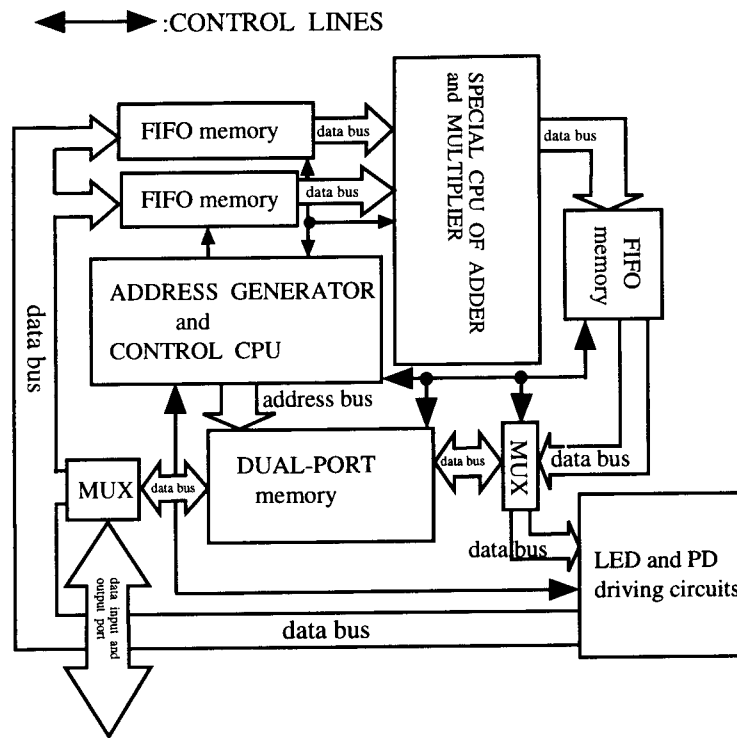 :CONTROL LINES
FIFO memory
data bus
SPECIAL CPU OF ADDER
and MULTIPLIER
data bus
FIFO memory
data bus
FIFO
memory
ADDRESS GENERATOR
and
CONTROL CPU
data bus
address bus
DUAL-PORT
memory
MUX
data bus
data bus
MUX
data bus
data bus
LED and PD
driving circuits
data input and
output port
data bus